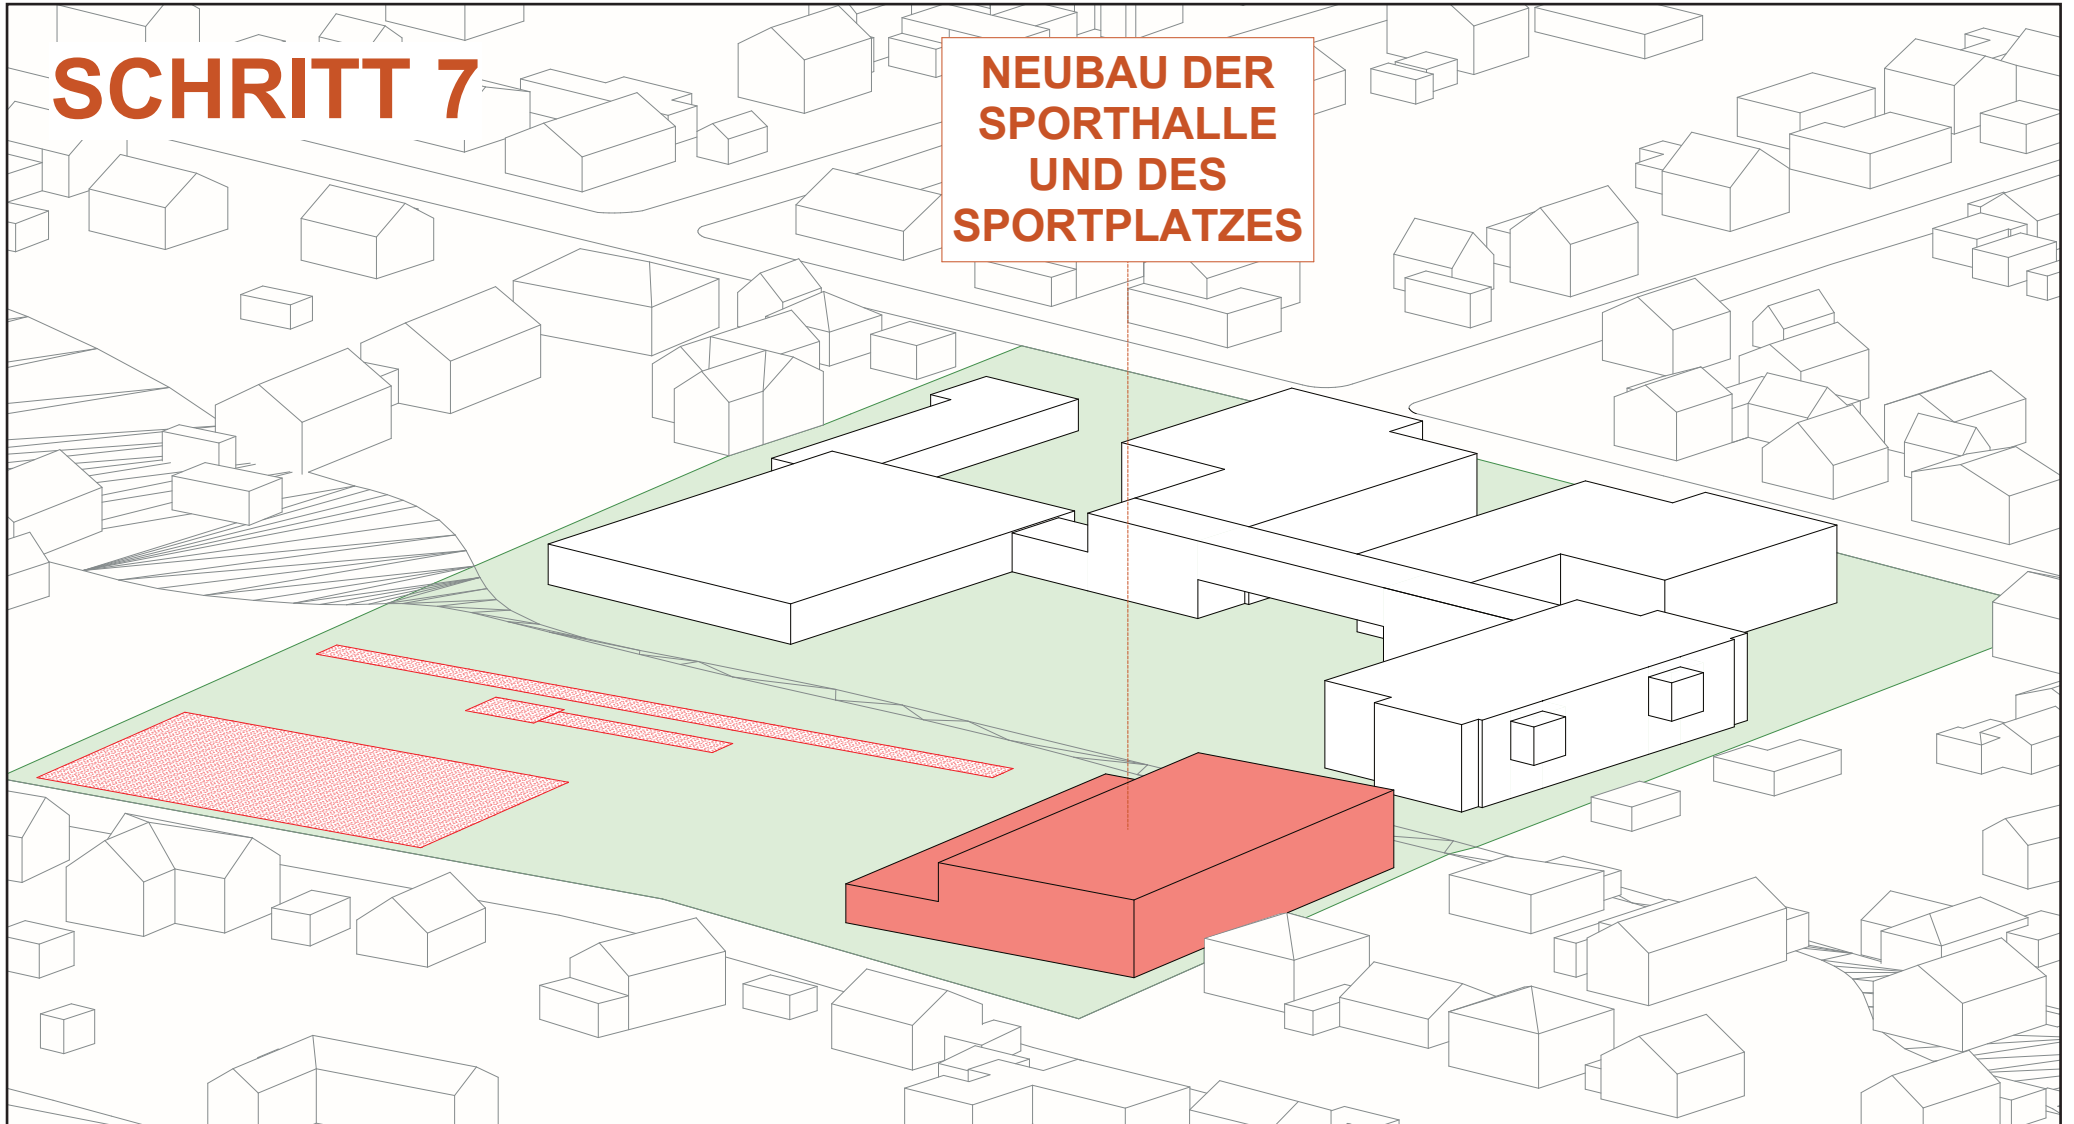 SCHRITT 7
NEUBAU DER
SPORTHALLE
UND DES
SPORTPLATZES